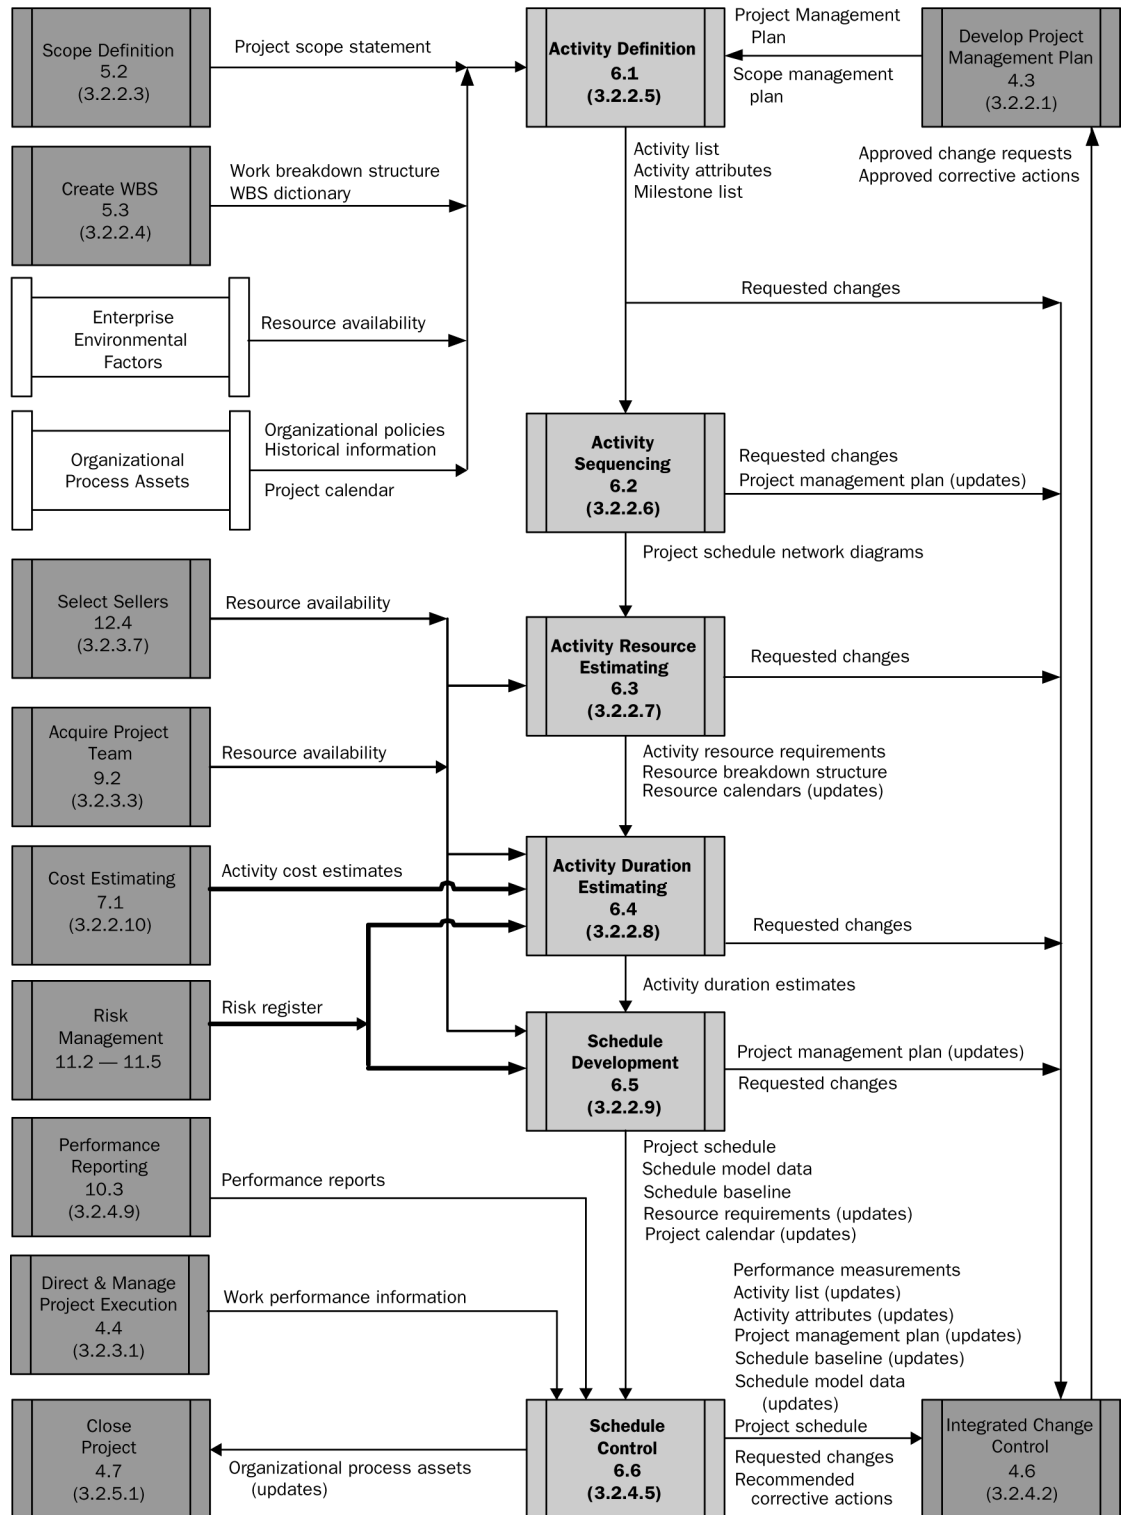 Scope Definition
5.2
(3.2.2.3)
Project scope statement
Activity Definition
6.1
(3.2.2.5)
Project Management
Plan
Scope management
plan
Develop Project
Management Plan
4.3
(3.2.2.1)
Create WBS
5.3
(3.2.2.4)
Work breakdown structure
WBS dictionary
Activity list
Activity attributes
Milestone list
Approved change requests
Approved corrective actions
Enterprise
Environmental
Factors
Resource availability
Requested changes
Organizational
Process Assets
Organizational policies
Historical information
Project calendar
Activity
Sequencing
6.2
(3.2.2.6)
Requested changes
Project management plan (updates)
Project schedule network diagrams
Select Sellers
12.4
(3.2.3.7)
Resource availability
Activity Resource
Estimating
6.3
(3.2.2.7)
Requested changes
Acquire Project
Team
9.2
(3.2.3.3)
Resource availability
Activity resource requirements
Resource breakdown structure
Resource calendars (updates)
Cost Estimating
7.1
(3.2.2.10)
Activity cost estimates
Activity Duration
Estimating
6.4
(3.2.2.8)
Requested changes
Activity duration estimates
Risk
Management
11.2 — 11.5
Risk register
Schedule
Development
6.5
(3.2.2.9)
Project management plan (updates)
Requested changes
Performance
Reporting
10.3
(3.2.4.9)
Performance reports
Project schedule
Schedule model data
Schedule baseline
Resource requirements (updates)
Project calendar (updates)
Direct & Manage
Project Execution
4.4
(3.2.3.1)
Work performance information
Performance measurements
Activity list (updates)
Activity attributes (updates)
Project management plan (updates)
Schedule baseline (updates)
Schedule model data
(updates)
Project schedule
Requested changes
Recommended
corrective actions
Close
Project
4.7
(3.2.5.1)
Organizational process assets
(updates)
Schedule
Control
6.6
(3.2.4.5)
Integrated Change
Control
4.6
(3.2.4.2)